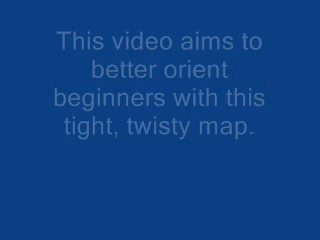 This video aims to
better orient
beginners with this
tight, twisty map.